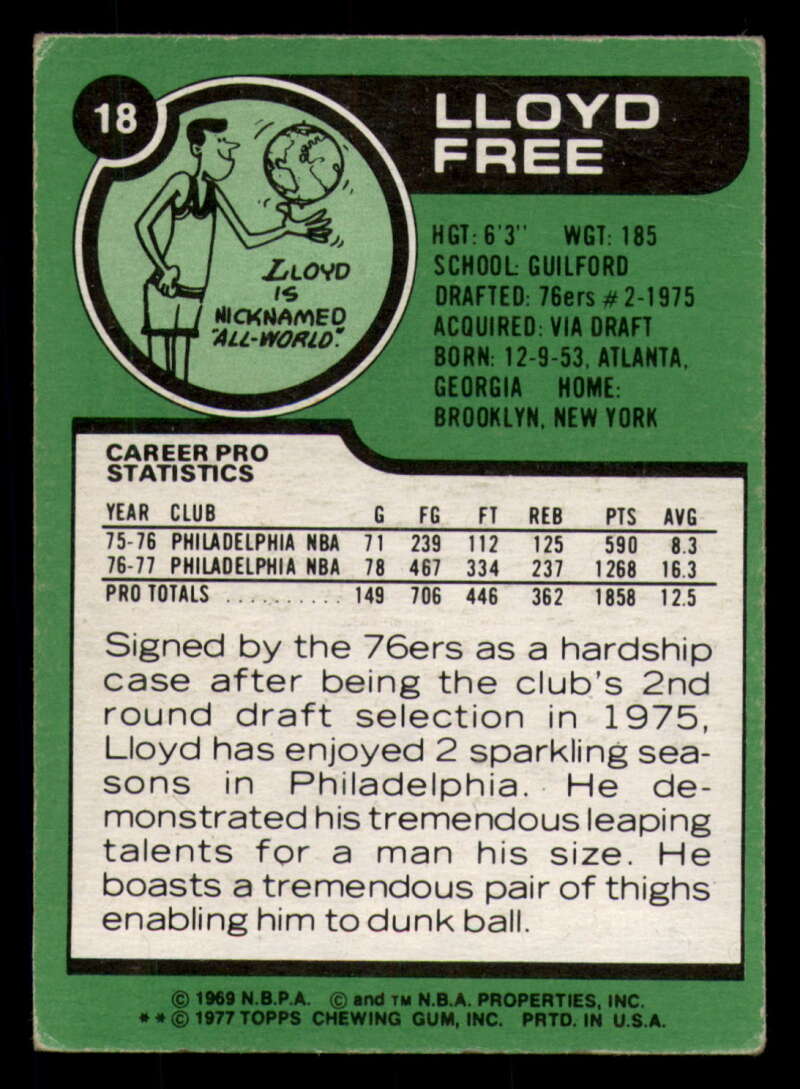 18
LLOYD
FREE
LLOYD
IS
NICKNAMED
"ALL-WORLD."
HGT: 6'3" WGT: 185
SCHOOL: GUILFORD
DRAFTED: 76ers #2-1975
ACQUIRED: VIA DRAFT
BORN: 12-9-53, ATLANTA,
GEORGIA HOME:
BROOKLYN, NEW YORK
CAREER PRO
STATISTICS
YEAR CLUB G FG FT REB PTS AVG
75-76 PHILADELPHIA NBA 71 239 112 125 590 8.3
76-77 PHILADELPHIA NBA 78 467 334 237 1268 16.3
PRO TOTALS .......... 149 706 446 362 1858 12.5
Signed by the 76ers as a hardship
case after being the club's 2nd
round draft selection in 1975,
Lloyd has enjoyed 2 sparkling sea-
sons in Philadelphia. He de-
monstrated his tremendous leaping
talents for a man his size. He
boasts a tremendous pair of thighs
enabling him to dunk ball.
© 1969 N.B.P.A. © and TM N.B.A. PROPERTIES, INC.
* * © 1977 TOPPS CHEWING GUM, INC. PRTD. IN U.S.A.